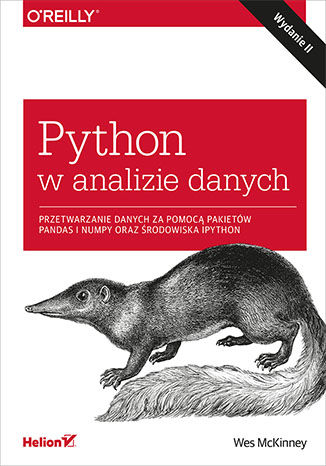 O'REILLY®
Wydanie II
Python
w analizie danych
PRZETWARZANIE DANYCH ZA POMOCĄ PAKIETÓW
PANDAS I NUMPY ORAZ ŚRODOWISKA IPYTHON
Helion
Wes McKinney